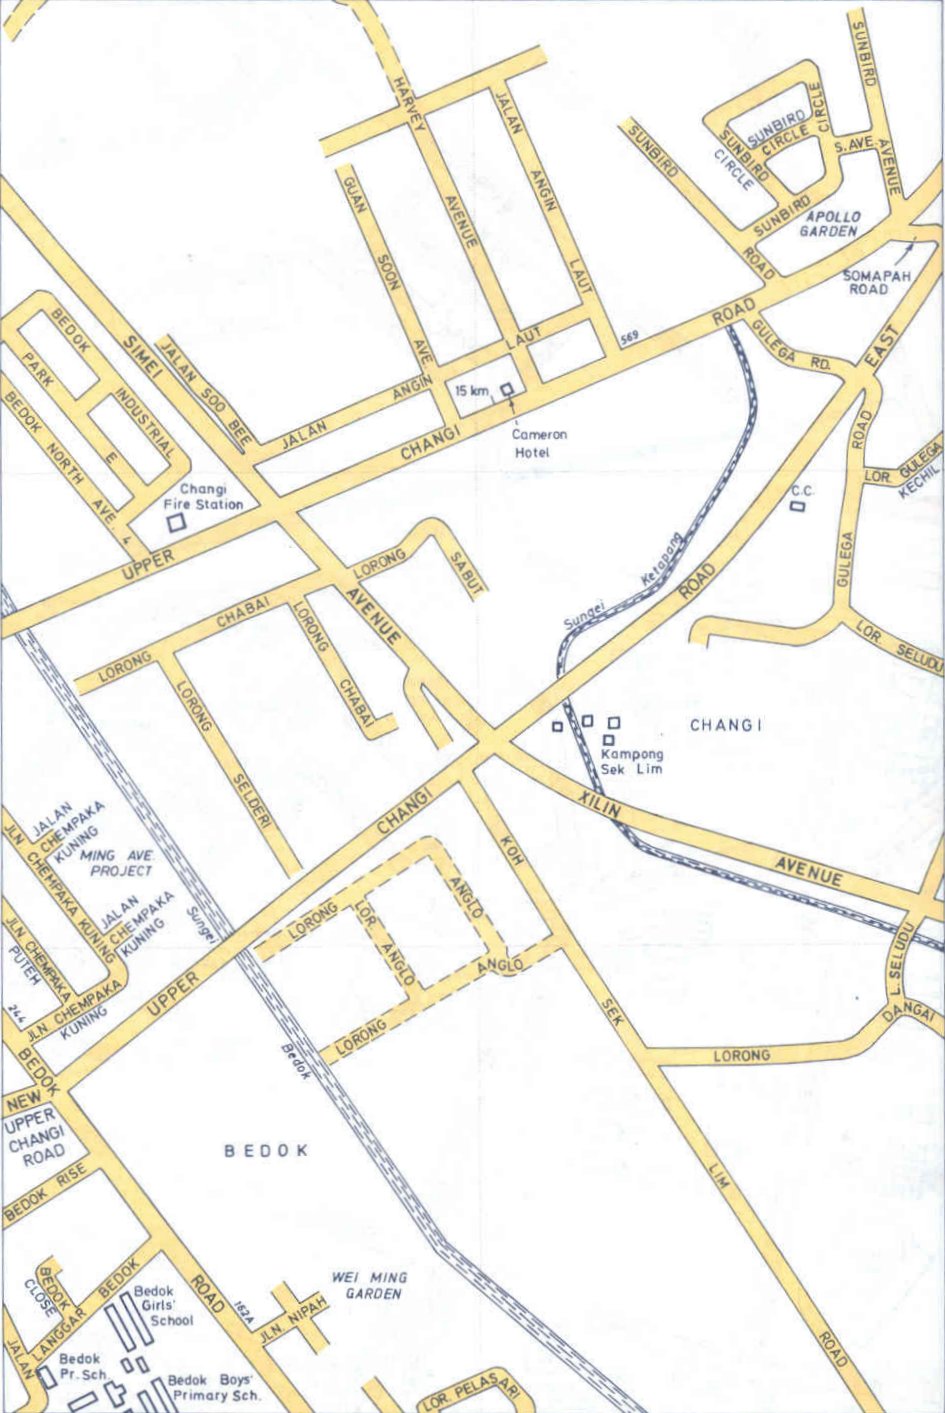 SUNBIRD
HARVEY
JALAN
SUNBIRD
CIRCLE
SUNBIRD
CIRCLE
SUNBIRD
SUNBIRD
CIRCLE
S. AVE
AVENUE
GUAN
AVENUE
ANGIN
SUNBIRD
APOLLO
GARDEN
SOON
LAUT
ROAD
SOMAPAH
ROAD
BEDOK
SIMEI
JALAN SOO BEE
AVE
LAUT
569
ROAD
GULEGA RD.
EAST
PARK
INDUSTRIAL
ANGIN
15 km
BEDOK NORTH AVE. 4
E
JALAN
CHANGI
Cameron
Hotel
ROAD
LOR. GULEGA
KECHIL
Changi
Fire Station
C.C.
UPPER
LORONG
SABUT
Ketapang
ROAD
GULEGA
AVENUE
CHABAI
LORONG
Sungei
LORONG
LOR. SELUDU
LORONG
CHABAI
CHANGI
SELDERI
Kampong
Sek Lim
JALAN
CHEMPAKA
KUNING
CHANGI
XILIN
JLN CHEMPAKA KUNING
MING AVE.
PROJECT
KOH
AVENUE
JALAN
CHEMPAKA
KUNING
Sungei
LORONG
LOR. ANGLO
ANGLO
JLN CHEMPAKA
PUTEH
UPPER
ANGLO
L. SELUDU
244
JLN. CHEMPAKA
KUNING
SEK
DANGAI
LORONG
LORONG
BEDOK
Bedok
NEW
UPPER
CHANGI
ROAD
BEDOK
LIM
BEDOK RISE
WEI MING
GARDEN
BEDOK
CLOSE
BEDOK
ROAD
162A
JLN. NIPAH
Bedok
Girls'
School
LANGGAR
JALAN
ROAD
Bedok
Pr. Sch.
Bedok Boys'
Primary Sch.
LOR. PELASARI